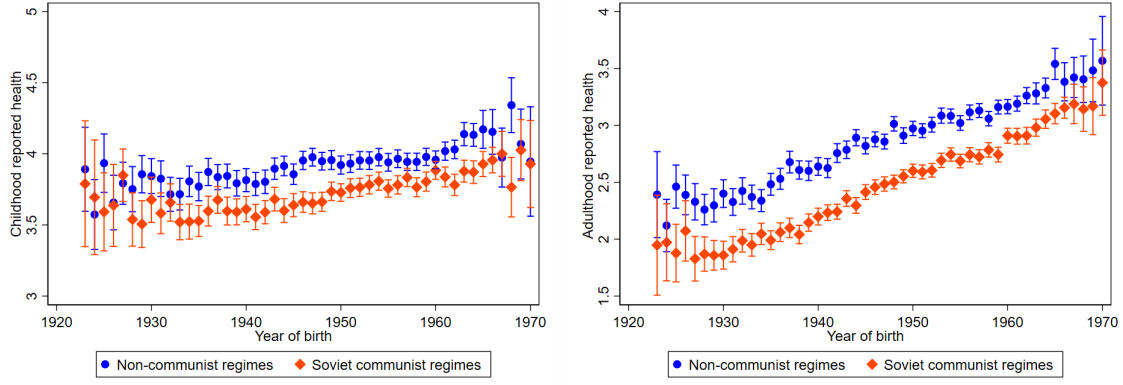 Childhood reported health
5
4.5
4
3.5
3
1920 1930 1940 1950 1960 1970
Year of birth
Non-communist regimes Soviet communist regimes
Adulthood reported health
4
3.5
3
2.5
2
1.5
1920 1930 1940 1950 1960 1970
Year of birth
Non-communist regimes Soviet communist regimes